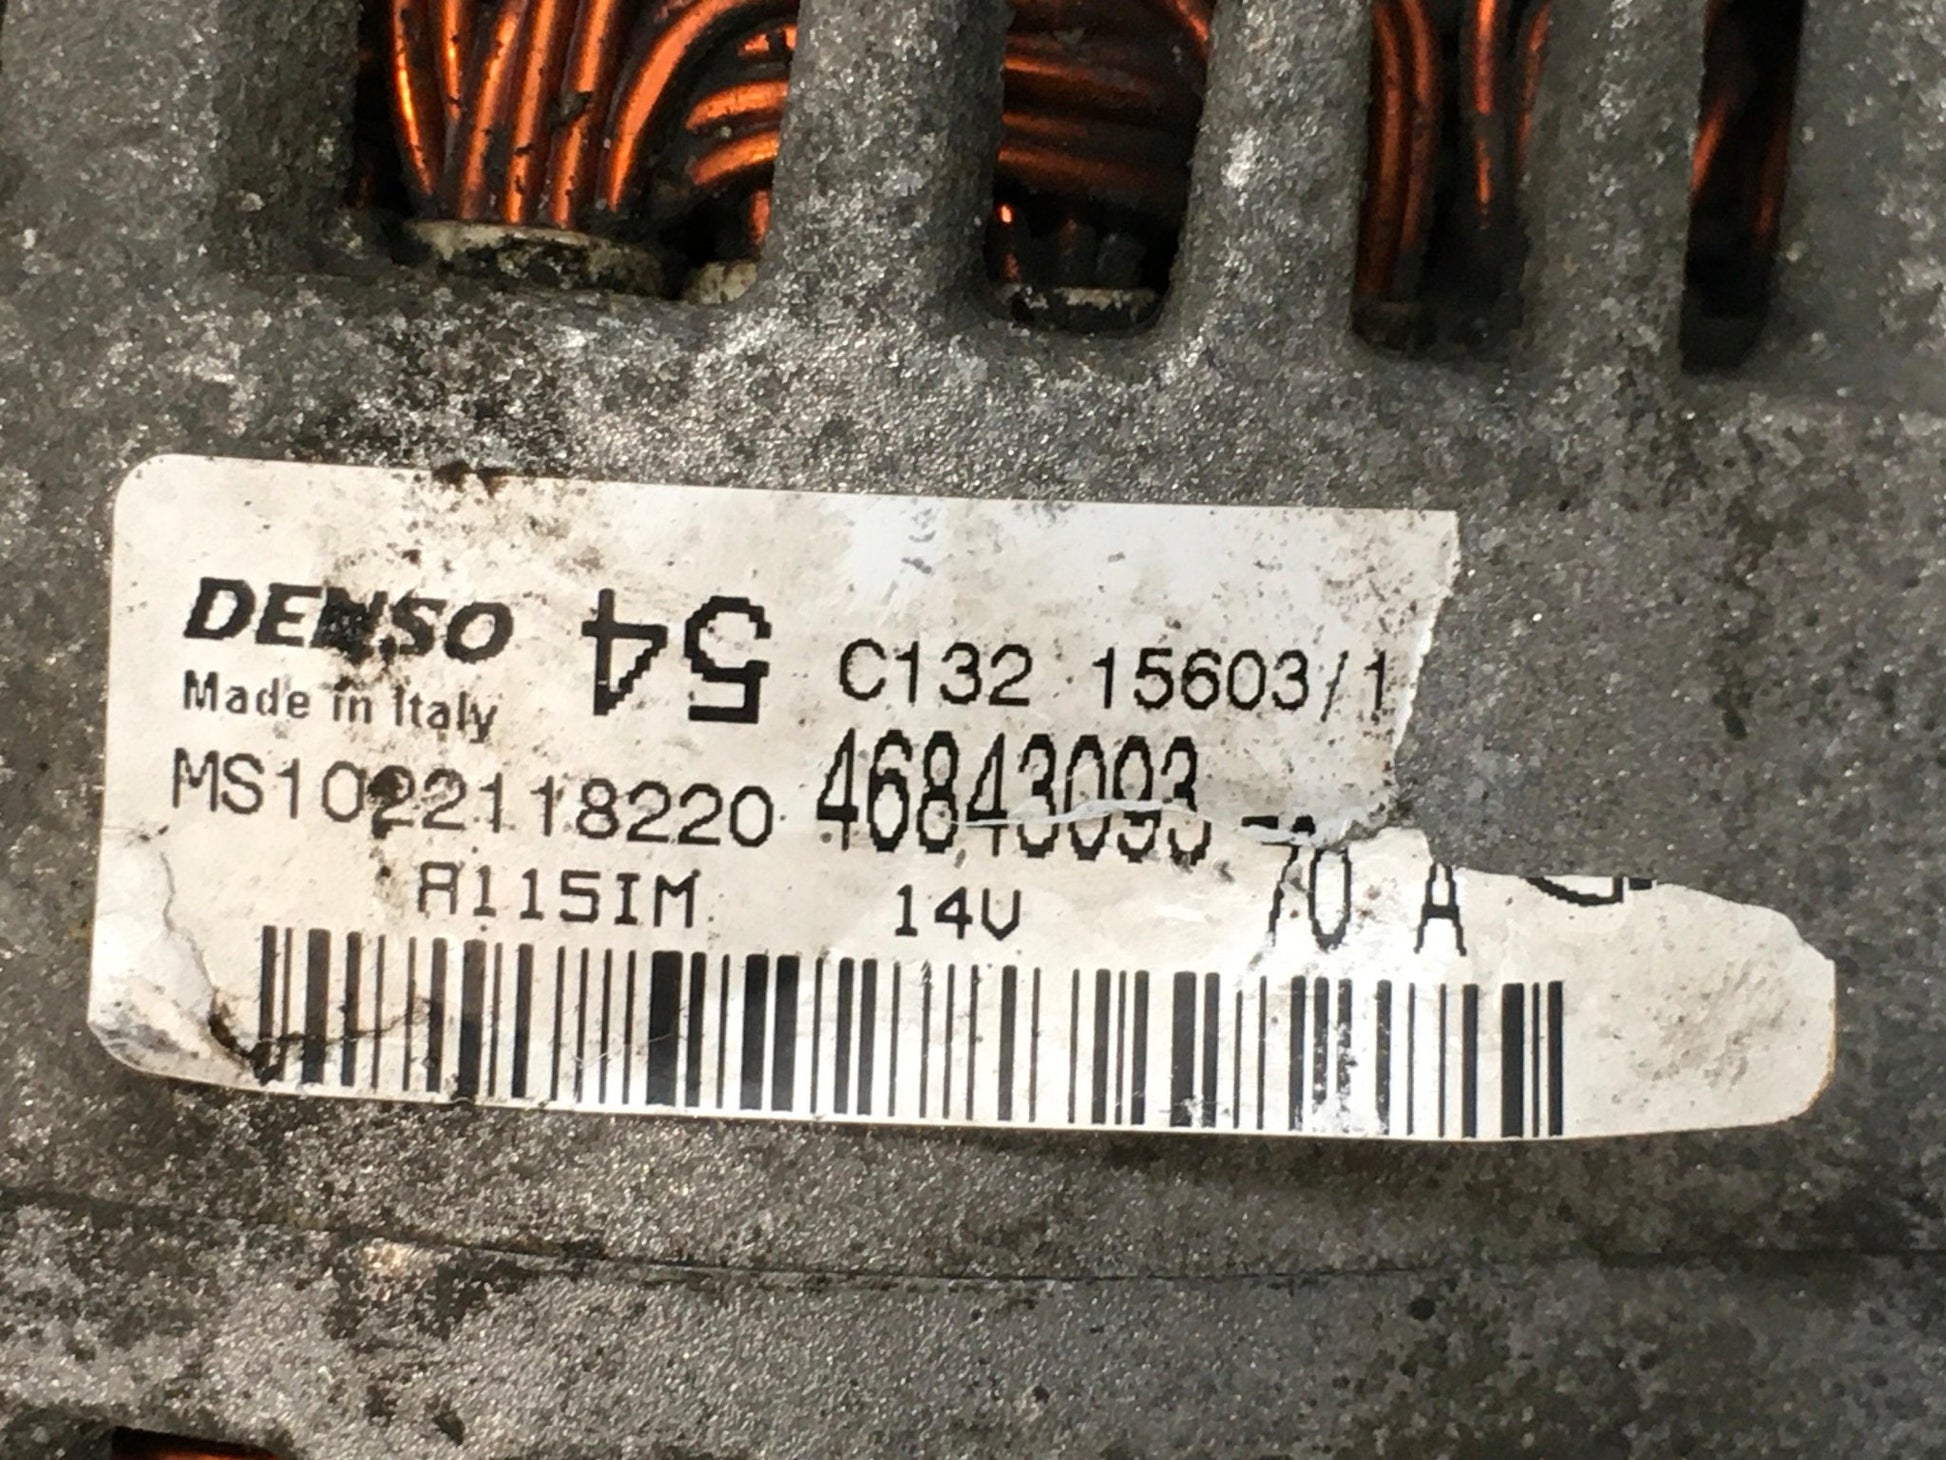 DENSO 54 C132 15603/1
Made in Italy
MS1022118220 46843093
A115IM 14V 70 A